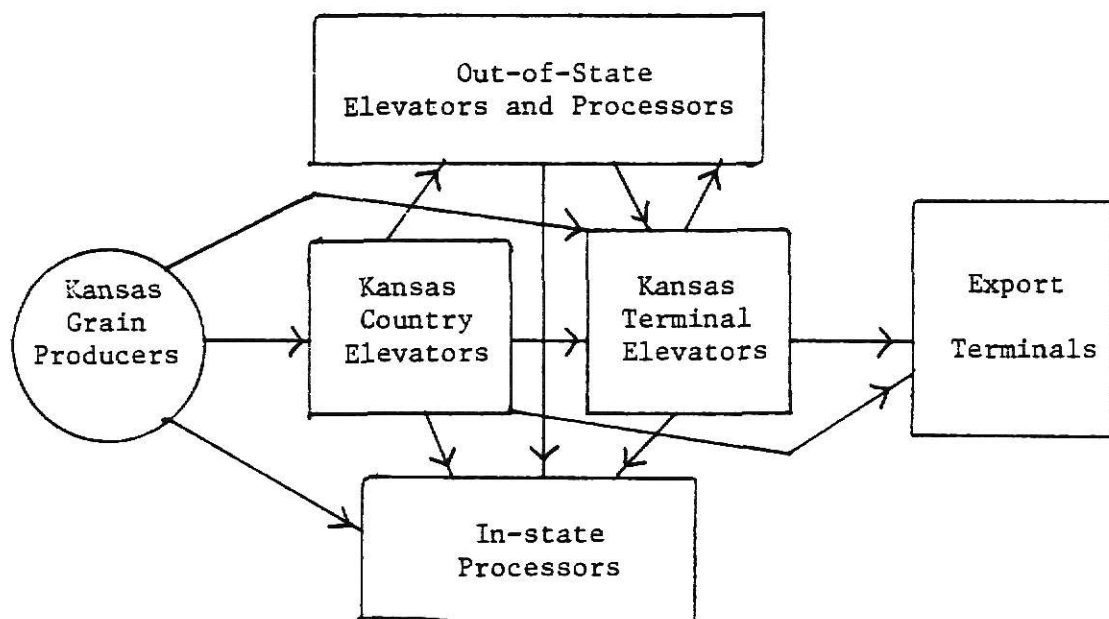 Out-of-State
Elevators and Processors
Kansas
Grain
Producers
Kansas
Country
Elevators
Kansas
Terminal
Elevators
Export
Terminals
In-state
Processors